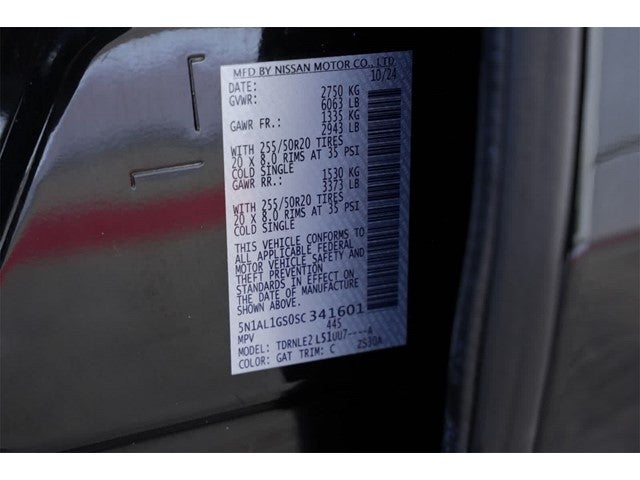 MFD BY NISSAN MOTOR CO., LTD.
DATE: 10/24
GVWR: 2750 KG
6063 LB
GAWR FR.: 1335 KG
2943 LB
WITH 255/50R20 TIRES
20 X 8.0 RIMS AT 35 PSI
COLD SINGLE
GAWR RR.: 1530 KG
3373 LB
WITH 255/50R20 TIRES
20 X 8.0 RIMS AT 35 PSI
COLD SINGLE
THIS VEHICLE CONFORMS TO
ALL APPLICABLE FEDERAL
MOTOR VEHICLE SAFETY AND
THEFT PREVENTION
STANDARDS IN EFFECT ON
THE DATE OF MANUFACTURE
SHOWN ABOVE.
5N1AL1GS0SC341601
MPV 445
MODEL: TDRNLE2 L51UU7----A
COLOR: GAT TRIM: C 2S30A